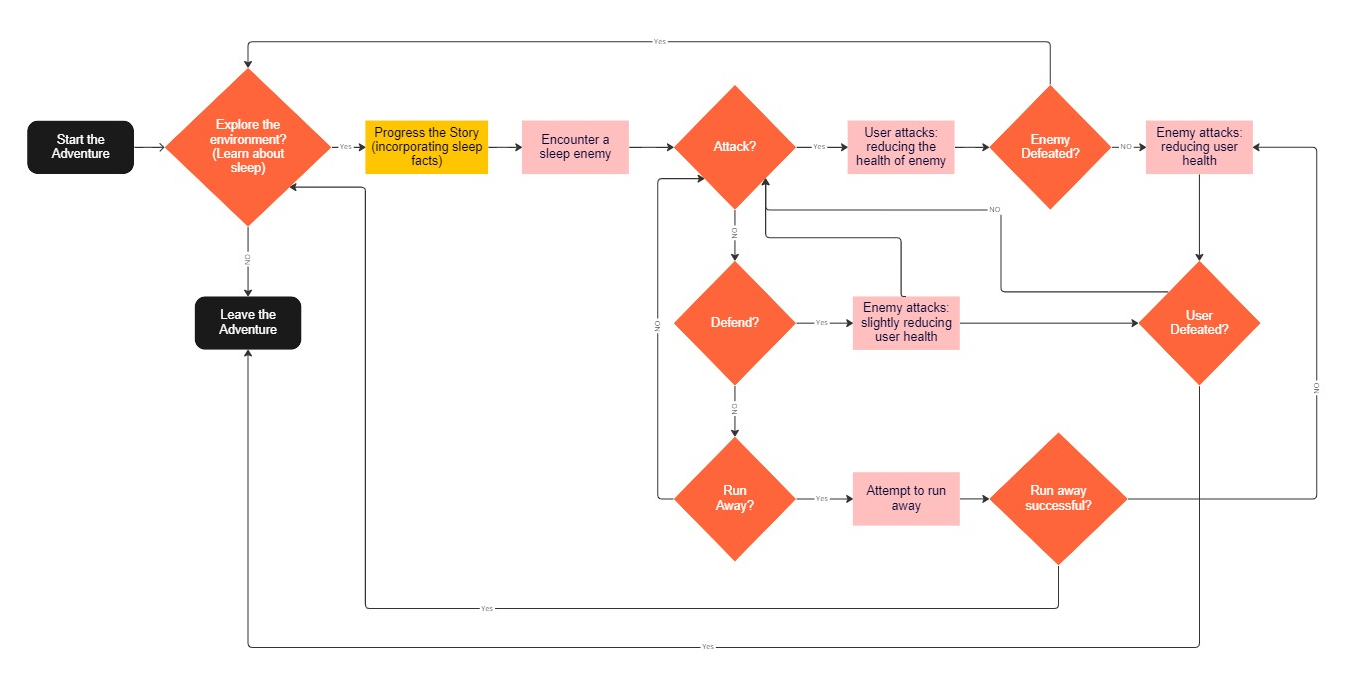 Yes
Start the
Adventure
Explore the
environment?
(Learn about
sleep)
Yes
Progress the Story
(incorporating sleep
facts)
Encounter a
sleep enemy
Attack?
Yes
User attacks:
reducing the
health of enemy
Enemy
Defeated?
NO
Enemy attacks:
reducing user
health
NO
NO
NO
Leave the
Adventure
NO
Defend?
Yes
Enemy attacks:
slightly reducing
user health
User
Defeated?
NO
NO
Run
Away?
Yes
Attempt to run
away
Run away
successful?
Yes
Yes